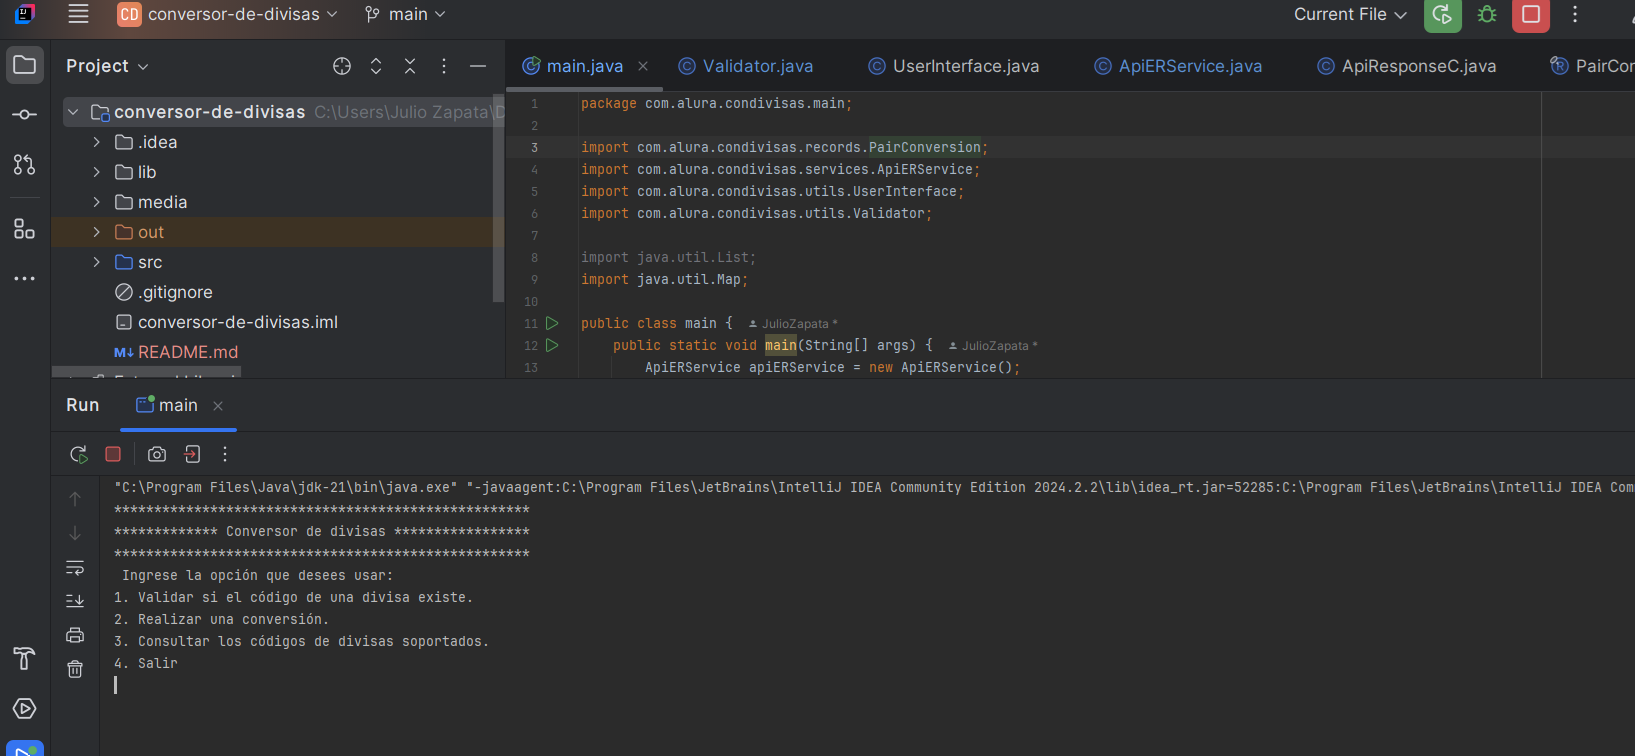 CD conversor-de-divisas main Current File
Project
main.java Validator.java UserInterface.java ApiERService.java ApiResponseC.java PairCon
conversor-de-divisas C:\Users\Julio Zapata\D
.idea
lib
media
out
src
.gitignore
conversor-de-divisas.iml
M↓ README.md
1 package com.alura.condivisas.main;
2
3 import com.alura.condivisas.records.PairConversion;
4 import com.alura.condivisas.services.ApiERService;
5 import com.alura.condivisas.utils.UserInterface;
6 import com.alura.condivisas.utils.Validator;
7
8 import java.util.List;
9 import java.util.Map;
10
11 public class main { JulioZapata *
12 public static void main(String[] args) { JulioZapata *
13 ApiERService apiERService = new ApiERService();
Run main
"C:\Program Files\Java\jdk-21\bin\java.exe" "-javaagent:C:\Program Files\JetBrains\IntelliJ IDEA Community Edition 2024.2.2\lib\idea_rt.jar=52285:C:\Program Files\JetBrains\IntelliJ IDEA Com
****************************************************
************* Conversor de divisas *****************
****************************************************
Ingrese la opción que desees usar:
1. Validar si el código de una divisa existe.
2. Realizar una conversión.
3. Consultar los códigos de divisas soportados.
4. Salir